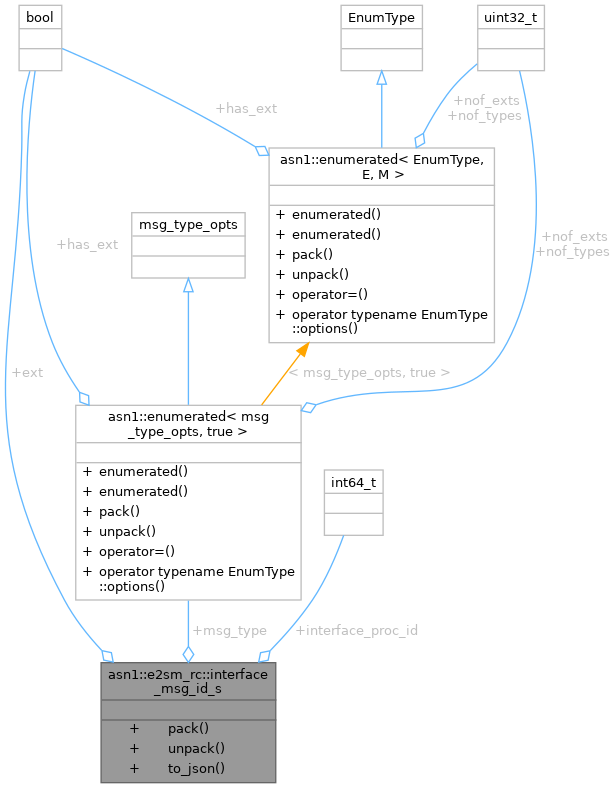 bool
EnumType
uint32_t
+has_ext
+nof_exts
+nof_types
asn1::enumerated< EnumType,
E, M >
+ enumerated()
+ enumerated()
+ pack()
+ unpack()
+ operator=()
+ operator typename EnumType
::options()
msg_type_opts
+has_ext
+nof_exts
+nof_types
+ext
< msg_type_opts, true >
asn1::enumerated< msg
_type_opts, true >
+ enumerated()
+ enumerated()
+ pack()
+ unpack()
+ operator=()
+ operator typename EnumType
::options()
int64_t
+msg_type
+interface_proc_id
asn1::e2sm_rc::interface
_msg_id_s
+ pack()
+ unpack()
+ to_json()